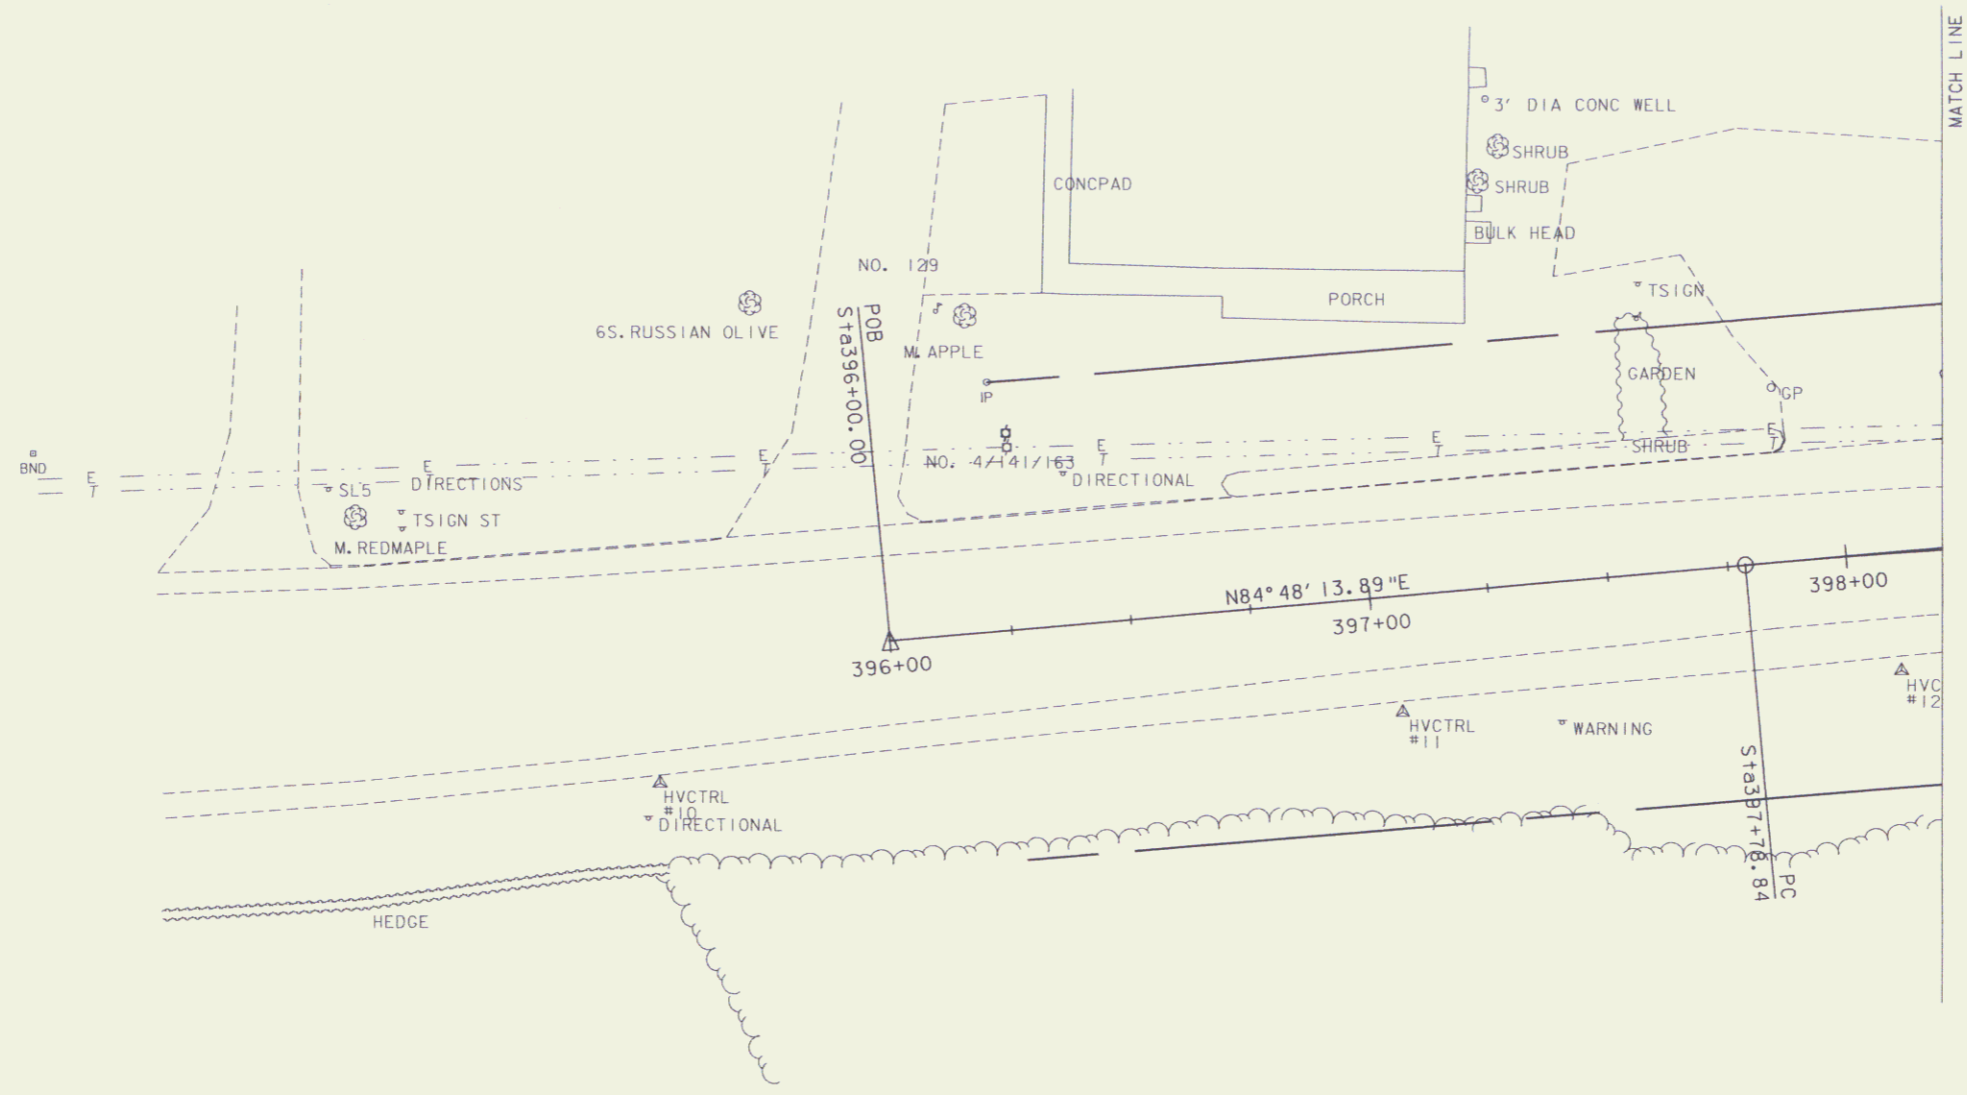 MATCH LINE
3' DIA CONC WELL
SHRUB
CONCPAD
SHRUB
BULK HEAD
NO. 129
TSIGN
PORCH
6S.RUSSIAN OLIVE
POB
Sta396+00.00
M.APPLE
GARDEN
IP
GP
BND
E
E
E
E
E
E
T
T
T
T
T
T
SHRUB
NO. 4/141/163
DIRECTIONS
DIRECTIONAL
SL5
TSIGN ST
M.REDMAPLE
N84°48'13.89"E
398+00
397+00
396+00
HVC
#12
HVCTRL
#11
WARNING
HVCTRL
#10
DIRECTIONAL
Sta397+78.84
PC
HEDGE